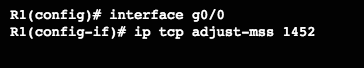 R1(config)# interface g0/0
R1(config-if)# ip tcp adjust-mss 1452